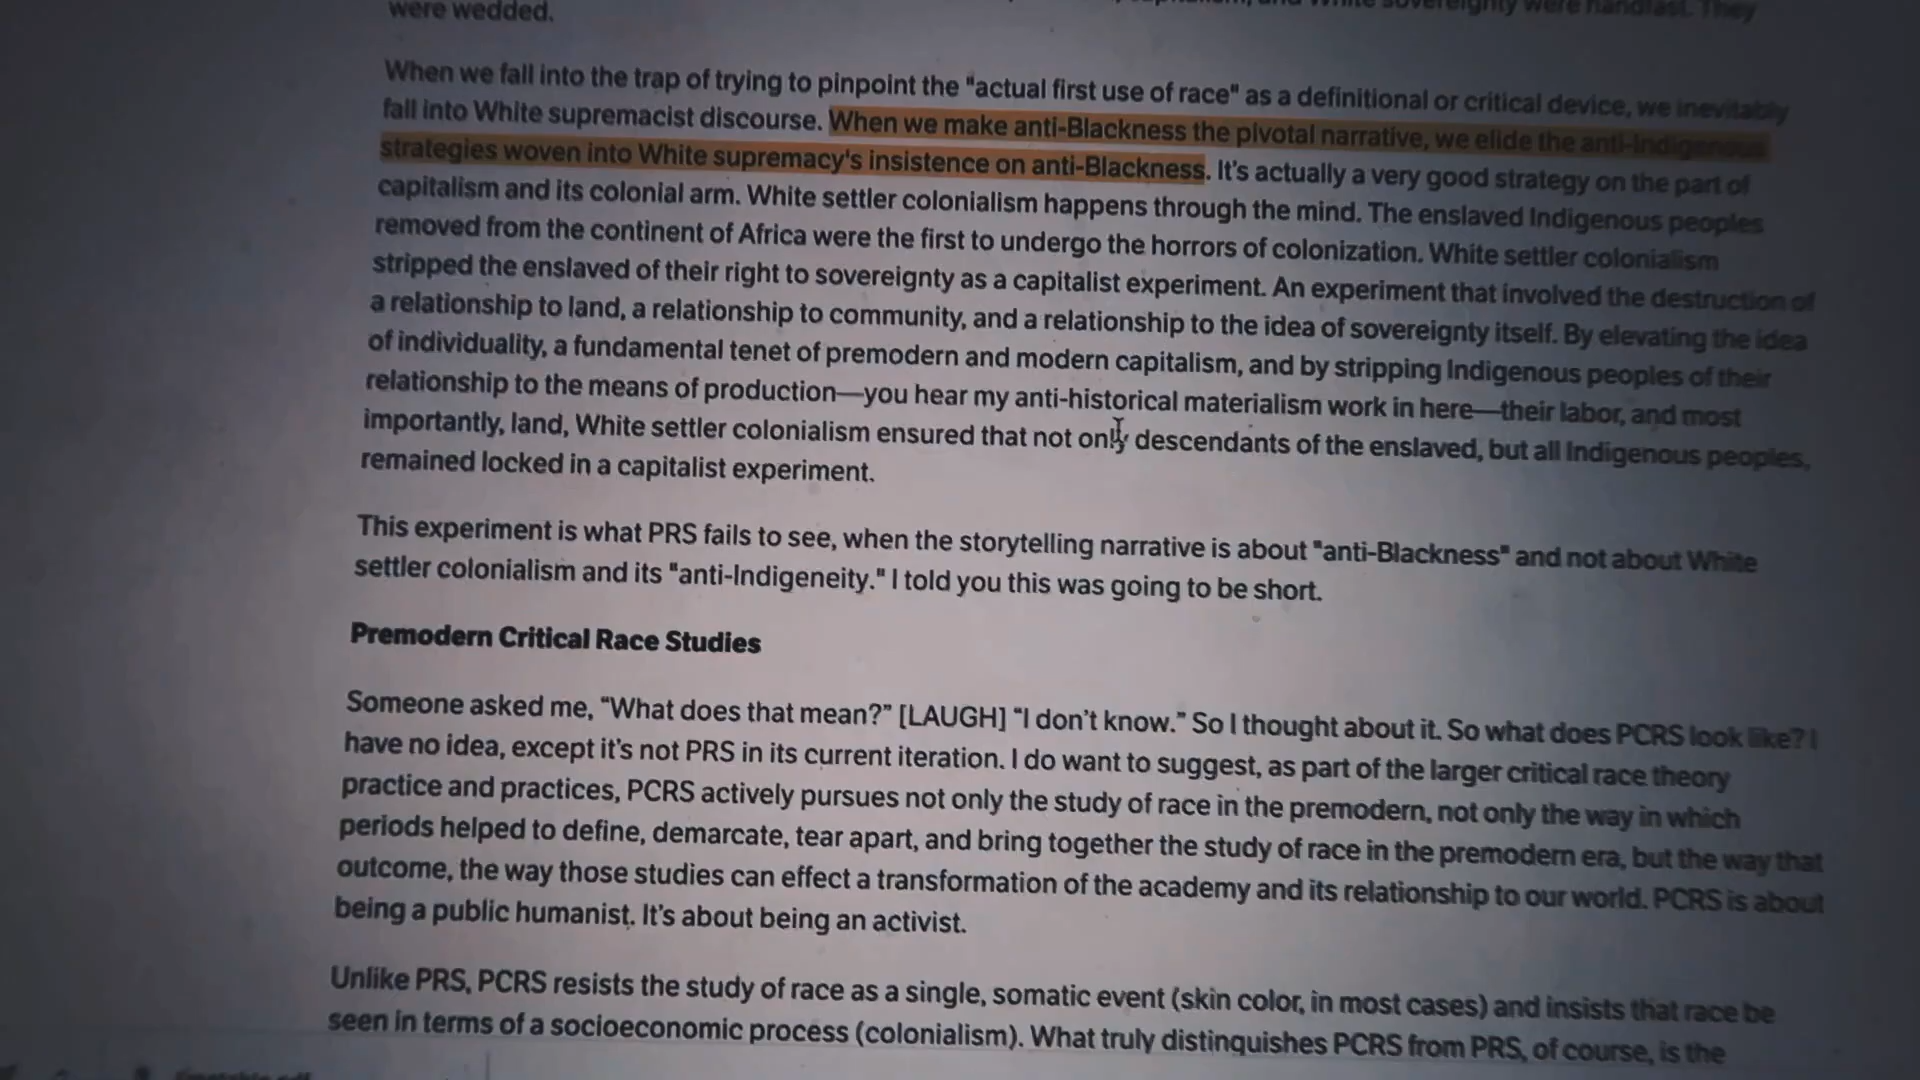 sovereignty were handfast. They
were wedded.
When we fall into the trap of trying to pinpoint the "actual first use of race" as a definitional or critical device, we inevitably
fall into White supremacist discourse. When we make anti-Blackness the pivotal narrative, we elide the anti-Indigenous
strategies woven into White supremacy's insistence on anti-Blackness. It's actually a very good strategy on the part of
capitalism and its colonial arm. White settler colonialism happens through the mind. The enslaved Indigenous peoples
removed from the continent of Africa were the first to undergo the horrors of colonization. White settler colonialism
stripped the enslaved of their right to sovereignty as a capitalist experiment. An experiment that involved the destruction of
a relationship to land, a relationship to community, and a relationship to the idea of sovereignty itself. By elevating the idea
of individuality, a fundamental tenet of premodern and modern capitalism, and by stripping Indigenous peoples of their
relationship to the means of production—you hear my anti-historical materialism work in here—their labor, and most
importantly, land, White settler colonialism ensured that not only descendants of the enslaved, but all Indigenous peoples,
remained locked in a capitalist experiment.
This experiment is what PRS fails to see, when the storytelling narrative is about "anti-Blackness" and not about White
settler colonialism and its "anti-Indigeneity." I told you this was going to be short.
Premodern Critical Race Studies
Someone asked me, “What does that mean?” [LAUGH] “I don’t know.” So I thought about it. So what does PCRS look like? I
have no idea, except it’s not PRS in its current iteration. I do want to suggest, as part of the larger critical race theory
practice and practices, PCRS actively pursues not only the study of race in the premodern, not only the way in which
periods helped to define, demarcate, tear apart, and bring together the study of race in the premodern era, but the way that
outcome, the way those studies can effect a transformation of the academy and its relationship to our world. PCRS is about
being a public humanist. It’s about being an activist.
Unlike PRS, PCRS resists the study of race as a single, somatic event (skin color, in most cases) and insists that race be
seen in terms of a socioeconomic process (colonialism). What truly distinguishes PCRS from PRS, of course, is the